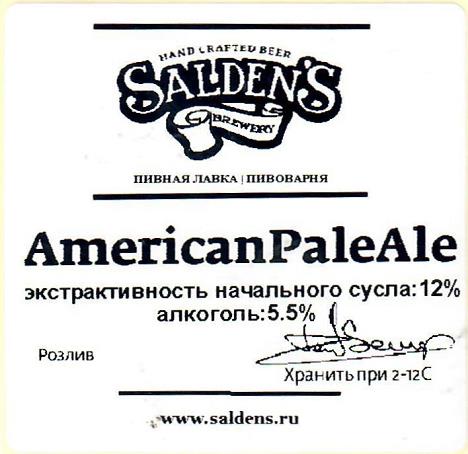 HAND CRAFTED BEER
SALDEN'S
BREWERY
ПИВНАЯ ЛАВКА | ПИВОВАРНЯ
AmericanPaleAle
экстрактивность начального сусла:12%
алкоголь:5.5%
Розлив
Хранить при 2-12С
www.saldens.ru